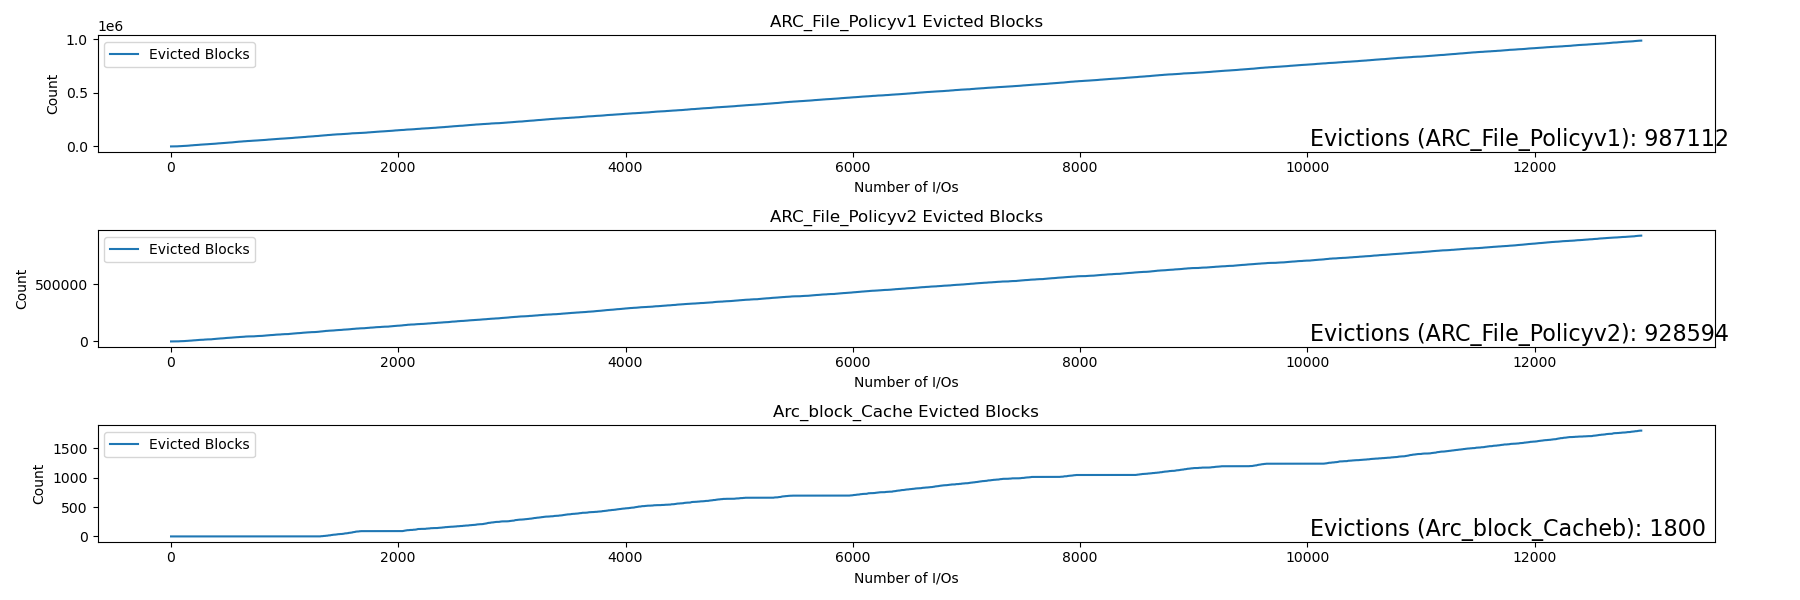 ARC_File_Policyv1 Evicted Blocks
1e6
1.0
0.5
0.0
Count
Evicted Blocks
Evictions (ARC_File_Policyv1): 987112
0 2000 4000 6000 8000 10000 12000
Number of I/Os
ARC_File_Policyv2 Evicted Blocks
500000
0
Count
Evicted Blocks
Evictions (ARC_File_Policyv2): 928594
0 2000 4000 6000 8000 10000 12000
Number of I/Os
Arc_block_Cache Evicted Blocks
1500
1000
500
0
Count
Evicted Blocks
Evictions (Arc_block_Cacheb): 1800
0 2000 4000 6000 8000 10000 12000
Number of I/Os